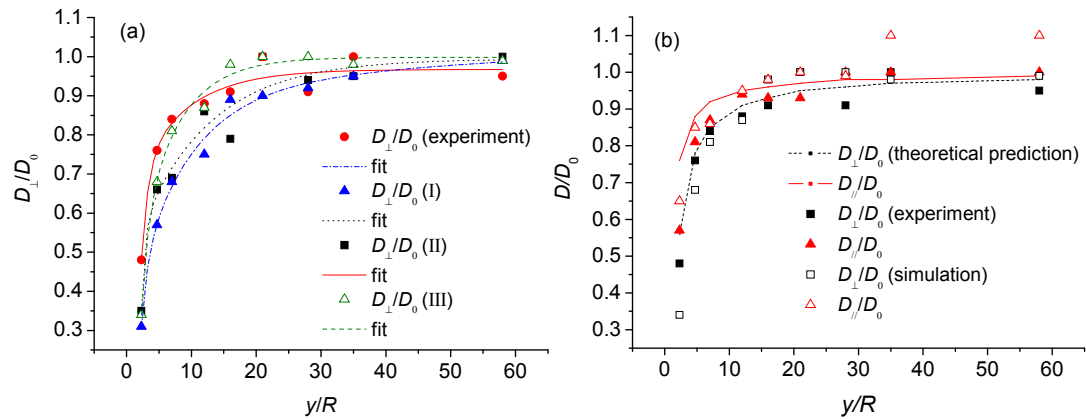 (a)
1.0
0.9
0.8
0.7
0.6
0.5
0.4
0.3
D⊥/D₀
D⊥/D₀ (experiment)
fit
D⊥/D₀ (I)
fit
D⊥/D₀ (II)
fit
D⊥/D₀ (III)
fit
0 10 20 30 40 50 60
y/R
(b)
1.1
1.0
0.9
0.8
0.7
0.6
0.5
0.4
0.3
D/D₀
D⊥/D₀ (theoretical prediction)
D//D₀
D⊥/D₀ (experiment)
D//D₀
D⊥/D₀ (simulation)
D//D₀
0 10 20 30 40 50 60
y/R